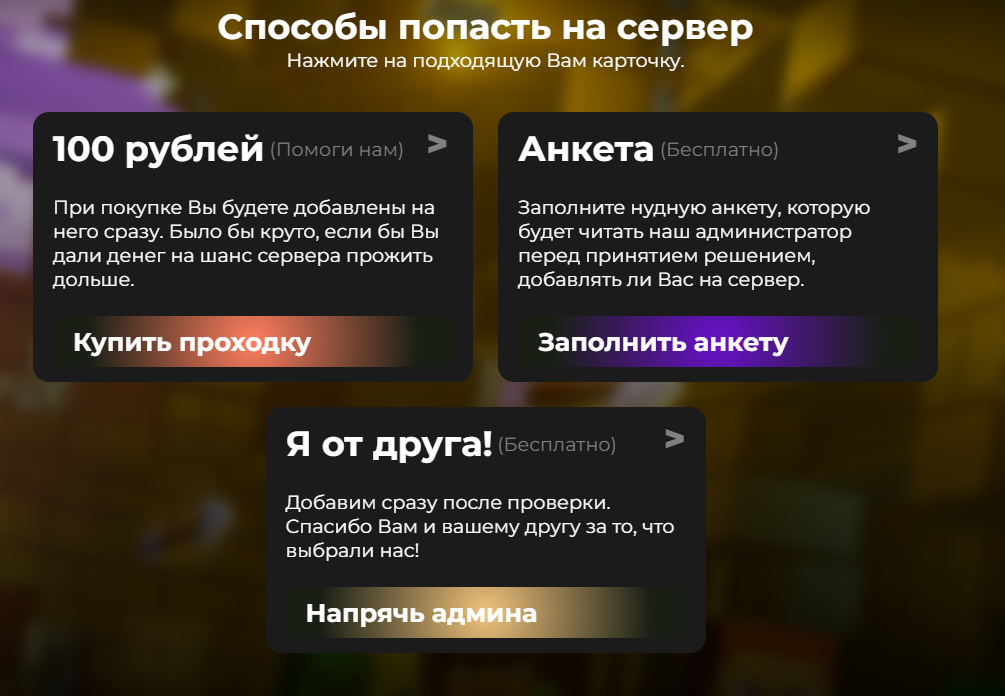 Способы попасть на сервер
Нажмите на подходящую Вам карточку.
100 рублей (Помоги нам) >
При покупке Вы будете добавлены на
него сразу. Было бы круто, если бы Вы
дали денег на шанс сервера прожить
дольше.
Купить проходку
Анкета (Бесплатно) >
Заполните нудную анкету, которую
будет читать наш администратор
перед принятием решением,
добавлять ли Вас на сервер.
Заполнить анкету
Я от друга! (Бесплатно) >
Добавим сразу после проверки.
Спасибо Вам и вашему другу за то, что
выбрали нас!
Напрячь админа